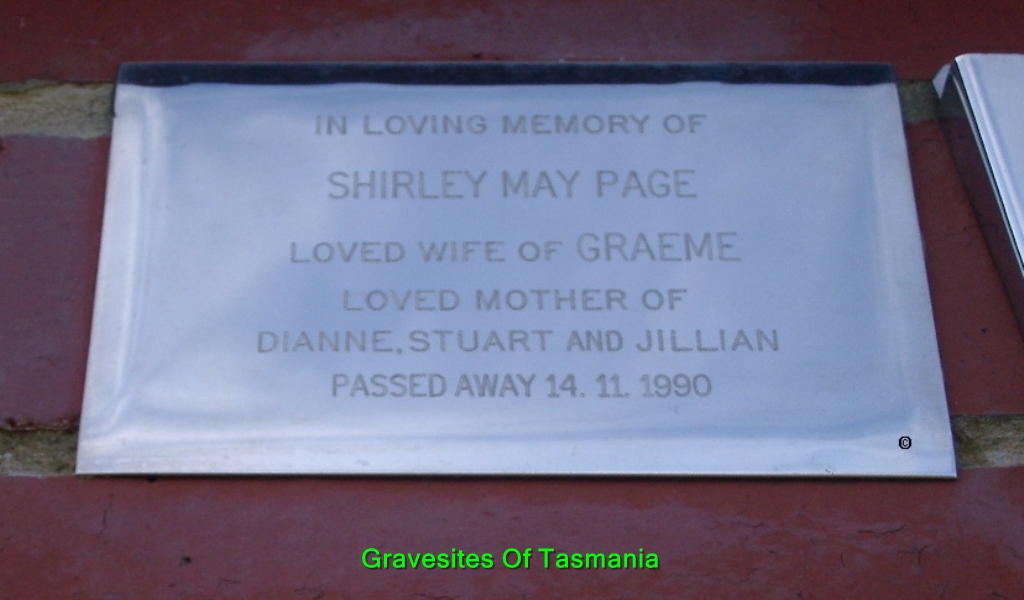 IN LOVING MEMORY OF
SHIRLEY MAY PAGE
LOVED WIFE OF GRAEME
LOVED MOTHER OF
DIANNE, STUART AND JILLIAN
PASSED AWAY 14. 11. 1990
©
Gravesites Of Tasmania